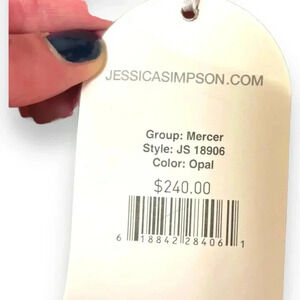 JESSICASIMPSON.COM
Group: Mercer
Style: JS 18906
Color: Opal
$240.00
6 18842 28406 1